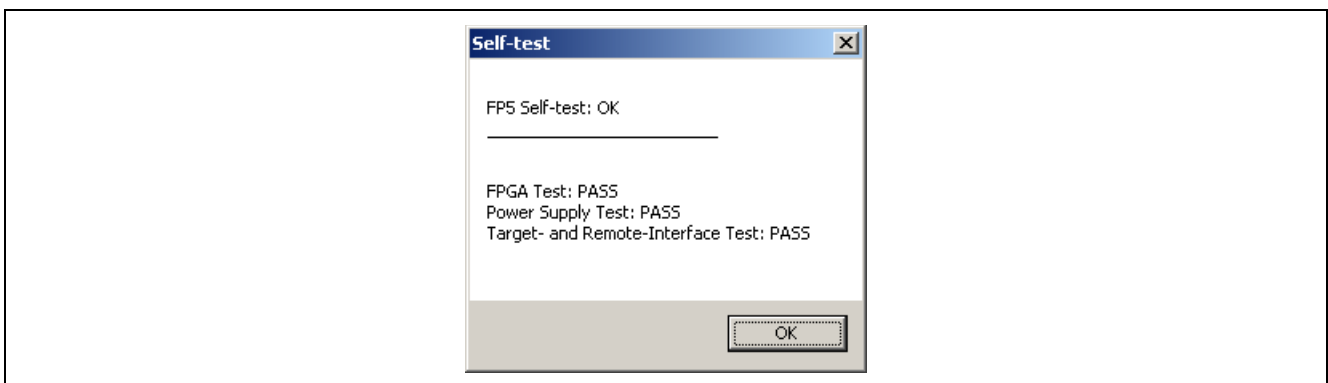 Self-test
FP5 Self-test: OK
FPGA Test: PASS
Power Supply Test: PASS
Target- and Remote-Interface Test: PASS
OK